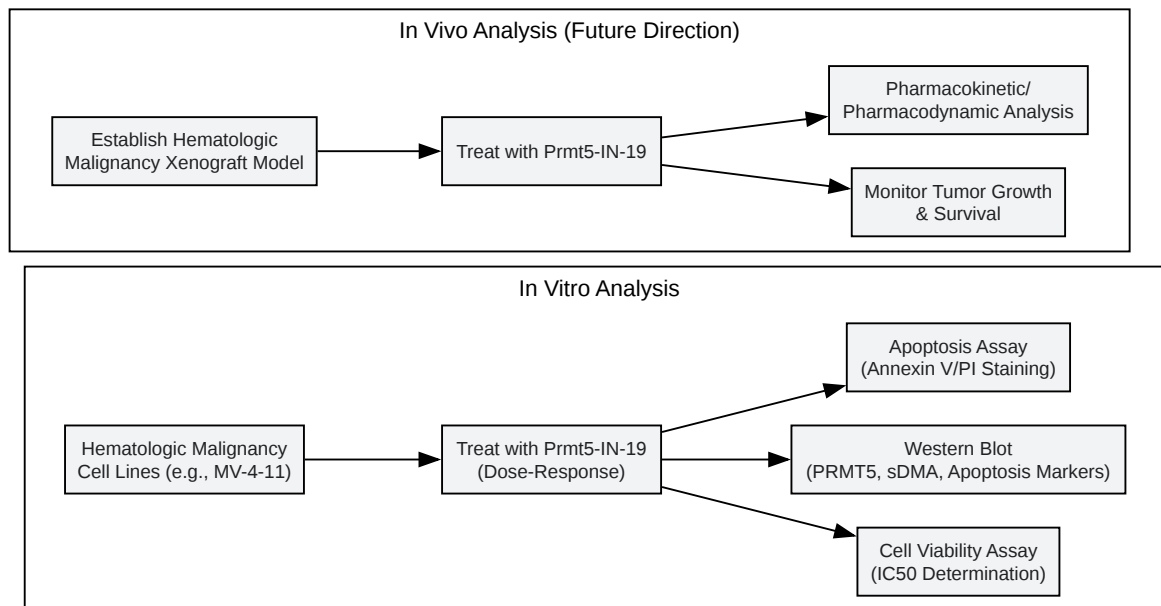 In Vivo Analysis (Future Direction)
Establish Hematologic
Malignancy Xenograft Model
Treat with Prmt5-IN-19
Pharmacokinetic/
Pharmacodynamic Analysis
Monitor Tumor Growth
& Survival
In Vitro Analysis
Hematologic Malignancy
Cell Lines (e.g., MV-4-11)
Treat with Prmt5-IN-19
(Dose-Response)
Apoptosis Assay
(Annexin V/PI Staining)
Western Blot
(PRMT5, sDMA, Apoptosis Markers)
Cell Viability Assay
(IC50 Determination)